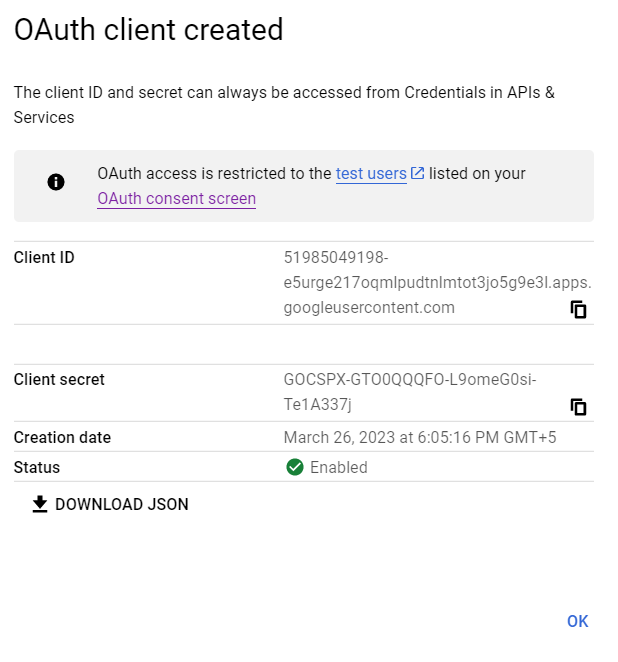 OAuth client created
The client ID and secret can always be accessed from Credentials in APIs &
Services
OAuth access is restricted to the test users listed on your
OAuth consent screen
Client ID
51985049198-
e5urge217oqmlpudtnlmtot3jo5g9e3l.apps.
googleusercontent.com
Client secret
GOCSPX-GTO0QQQFO-L9omeG0si-
Te1A337j
Creation date
March 26, 2023 at 6:05:16 PM GMT+5
Status
Enabled
DOWNLOAD JSON
OK